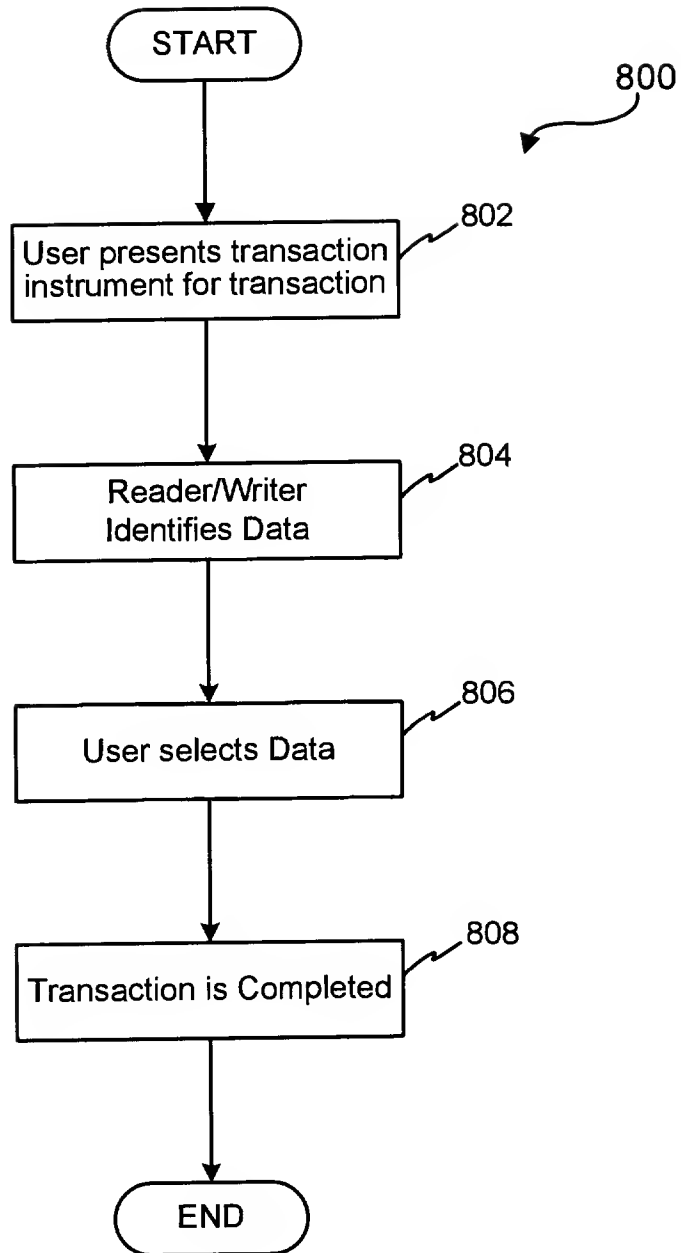 START
800
802
User presents transaction
instrument for transaction
804
Reader/Writer
Identifies Data
806
User selects Data
808
Transaction is Completed
END